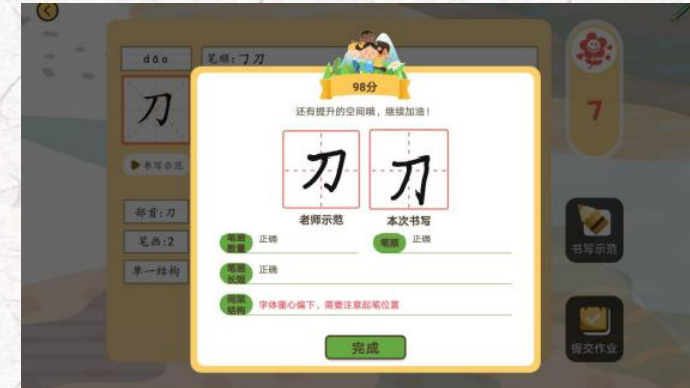 dāo
笔顺:㇆刀
刀
书写示范
部首:刀
笔画:2
单一结构
98分
还有提升的空间哦，继续加油！
刀 刀
老师示范 本次书写
笔画数量 正确 笔顺 正确
笔画长短 正确
间架结构 字体重心偏下，需要注意起笔位置
完成
7
书写示范
提交作业